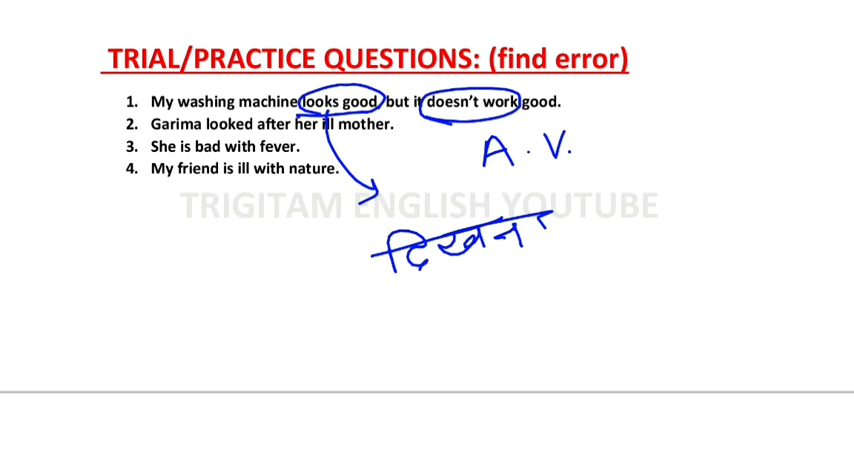 TRIAL/PRACTICE QUESTIONS: (find error)
1. My washing machine looks good, but it doesn't work good.
2. Garima looked after her ill mother.
3. She is bad with fever.
4. My friend is ill with nature.
A.V.
TRIGITAM ENGLISH YOUTUBE
दिखना